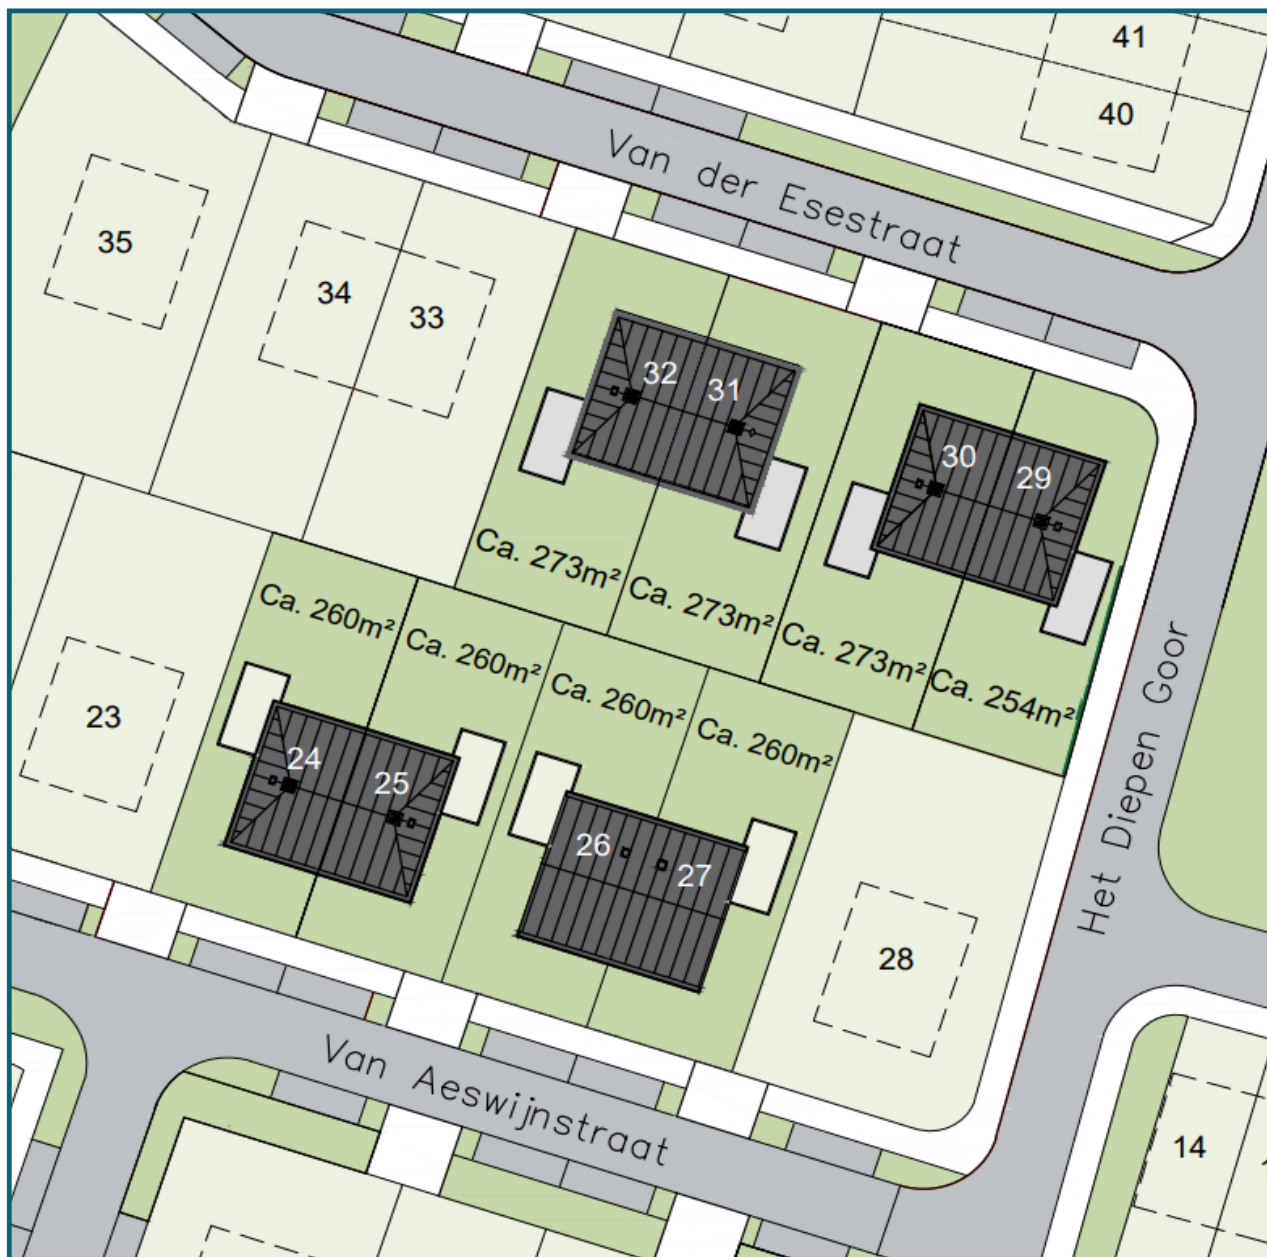 41
40
Van der Esestraat
35
34
33
32
31
30
29
Ca. 273m²
Ca. 273m²
Ca. 273m²
Ca. 254m²
Ca. 260m²
Ca. 260m²
Ca. 260m²
Ca. 260m²
23
24
25
26
27
28
Het Diepen Goor
Van Aeswijnstraat
14